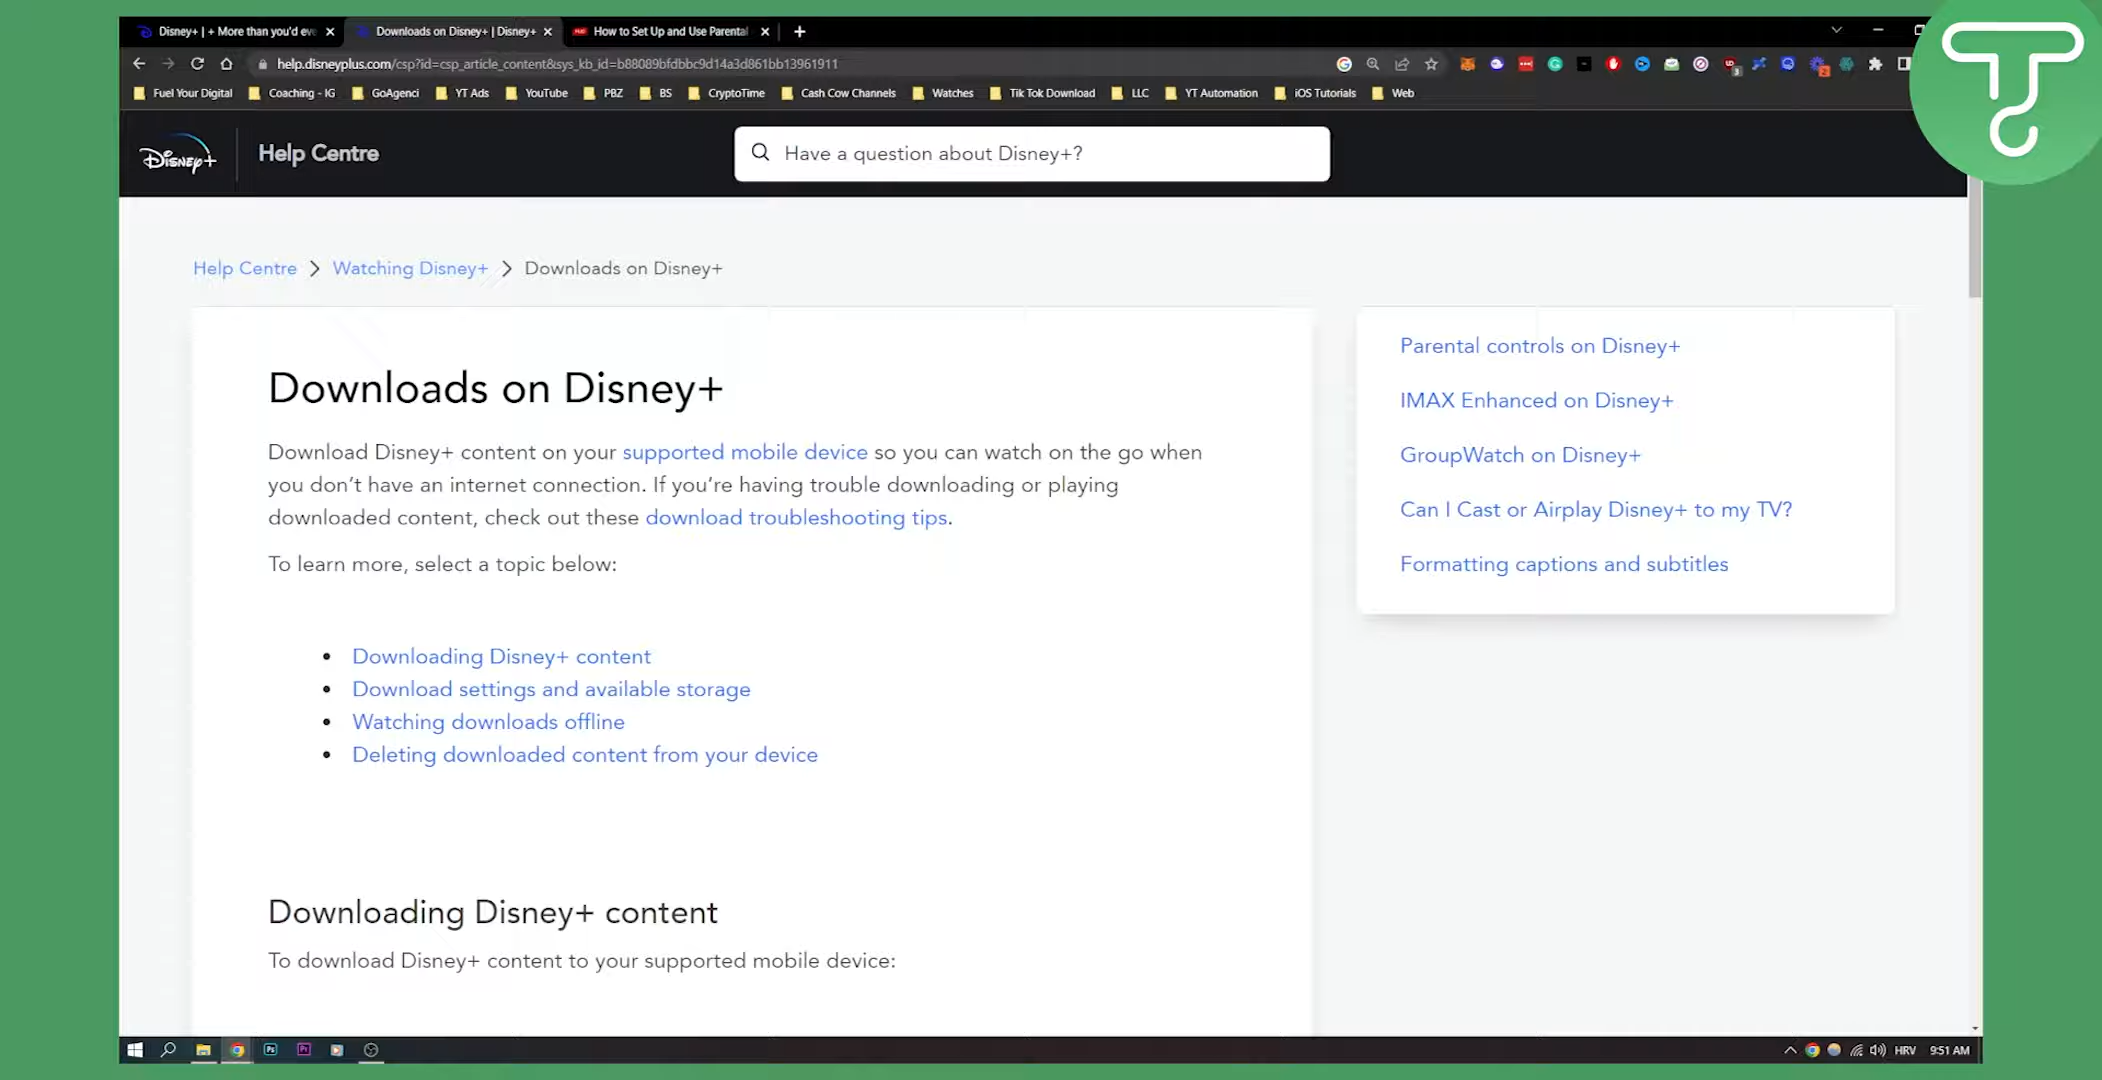 Disney+ | + More than you'd eve
Downloads on Disney+ | Disney+
How to Set Up and Use Parental
help.disneyplus.com/csp?id=csp_article_content&sys_kb_id=b88089bfdbbc9d14a3d861bb13961911
Fuel Your Digital Coaching - IG GoAgenci YT Ads YouTube PBZ BS CryptoTime Cash Cow Channels Watches Tik Tok Download LLC YT Automation iOS Tutorials Web
Disney+ Help Centre
Have a question about Disney+?
Help Centre > Watching Disney+ > Downloads on Disney+
Downloads on Disney+
Download Disney+ content on your supported mobile device so you can watch on the go when
you don't have an internet connection. If you're having trouble downloading or playing
downloaded content, check out these download troubleshooting tips.
To learn more, select a topic below:
• Downloading Disney+ content
• Download settings and available storage
• Watching downloads offline
• Deleting downloaded content from your device
Downloading Disney+ content
To download Disney+ content to your supported mobile device:
Parental controls on Disney+
IMAX Enhanced on Disney+
GroupWatch on Disney+
Can I Cast or Airplay Disney+ to my TV?
Formatting captions and subtitles
Ps
Pr
HRV 9:51 AM